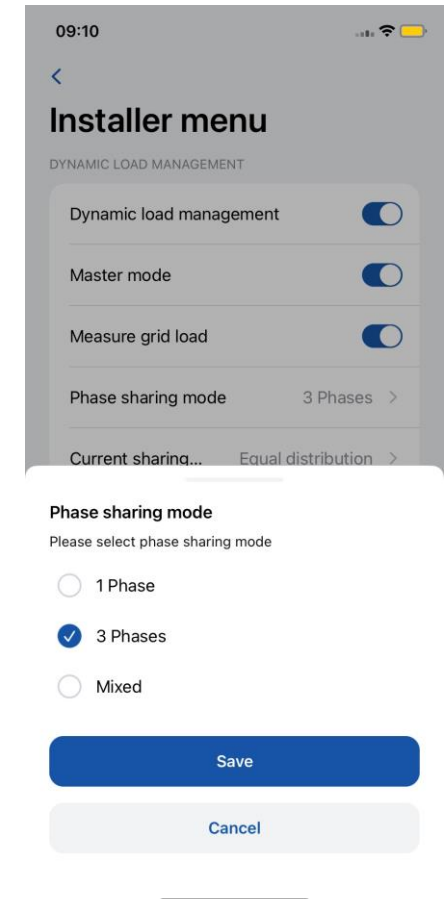 09:10
Installer menu
DYNAMIC LOAD MANAGEMENT
Dynamic load management
Master mode
Measure grid load
Phase sharing mode 3 Phases
Current sharing... Equal distribution
Phase sharing mode
Please select phase sharing mode
1 Phase
3 Phases
Mixed
Save
Cancel